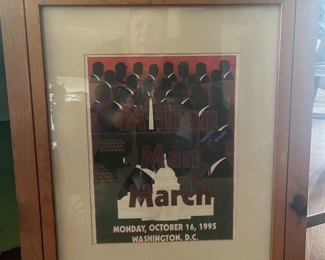 Million
Man
March
MONDAY, OCTOBER 16, 1995
WASHINGTON, D.C.